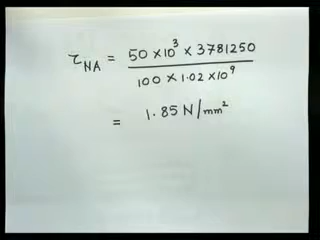 τNA = 50 × 10³ × 3781250 / 100 × 1.02 × 10⁹
= 1.85 N/mm²